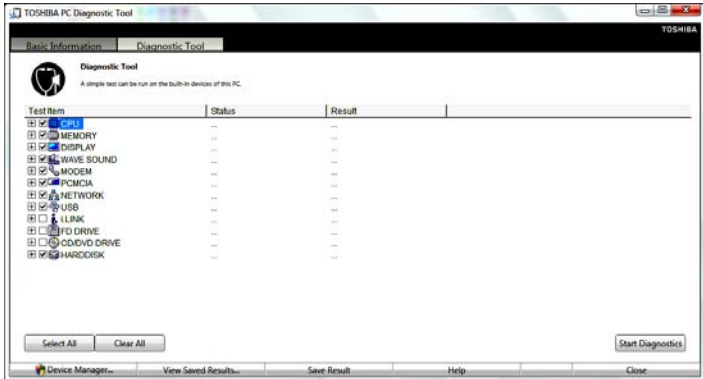 TOSHIBA PC Diagnostic Tool
TOSHIBA
Basic Information Diagnostic Tool
Diagnostic Tool
A simple test can be run on the built-in devices of this PC.
Test Item Status Result
CPU ... ...
MEMORY ... ...
DISPLAY ... ...
WAVE SOUND ... ...
MODEM ... ...
PCMCIA ... ...
NETWORK ... ...
USB ... ...
i.LINK ... ...
FD DRIVE ... ...
CD/DVD DRIVE ... ...
HARDDISK ... ...
Select All Clear All Start Diagnostics
Device Manager... View Saved Results... Save Result Help Close